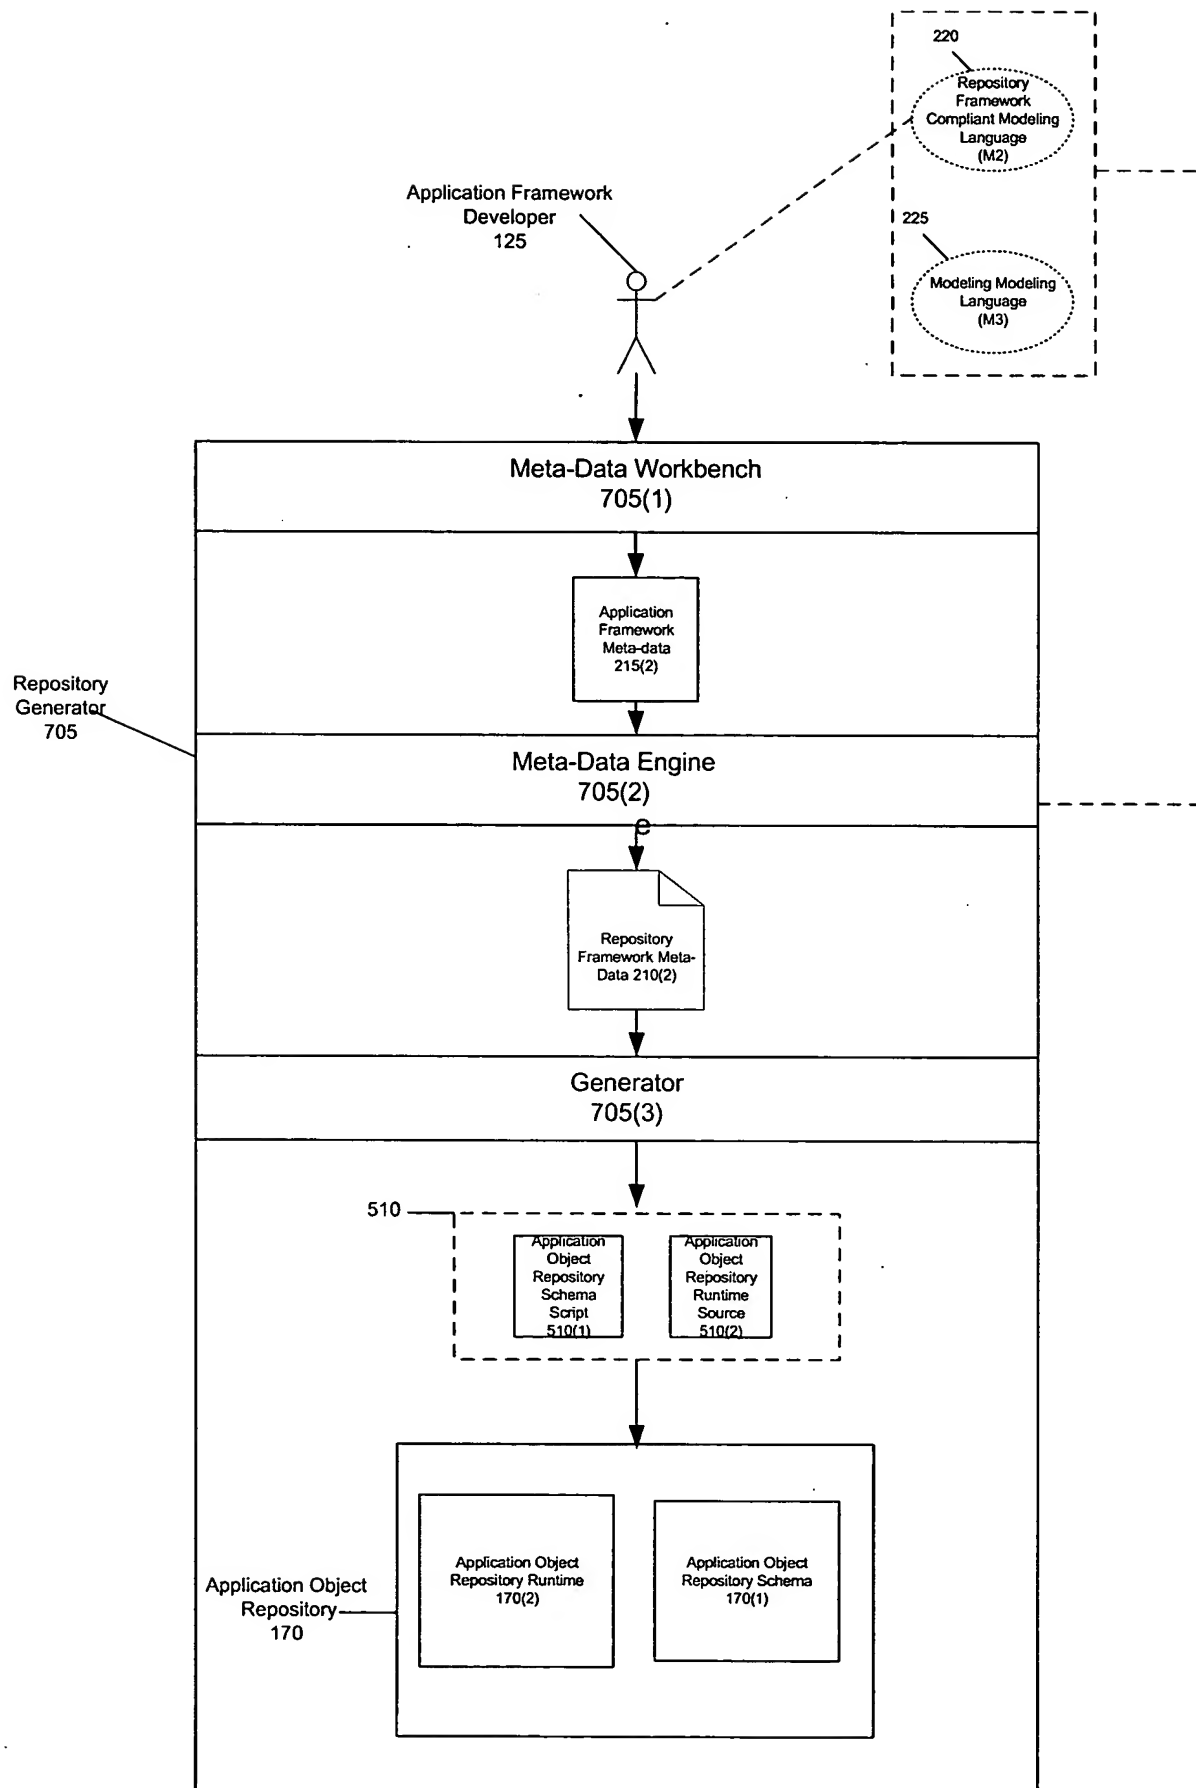 220
Repository
Framework
Compliant Modeling
Language
(M2)
Application Framework
Developer
125
225
Modeling Modeling
Language
(M3)
Meta-Data Workbench
705(1)
Application
Framework
Meta-data
215(2)
Repository
Generator
705
Meta-Data Engine
705(2)
e
Repository
Framework Meta-
Data 210(2)
Generator
705(3)
510
Application
Object
Repository
Schema
Script
510(1)
Application
Object
Repository
Runtime
Source
510(2)
Application Object
Repository Runtime
170(2)
Application Object
Repository Schema
170(1)
Application Object
Repository
170